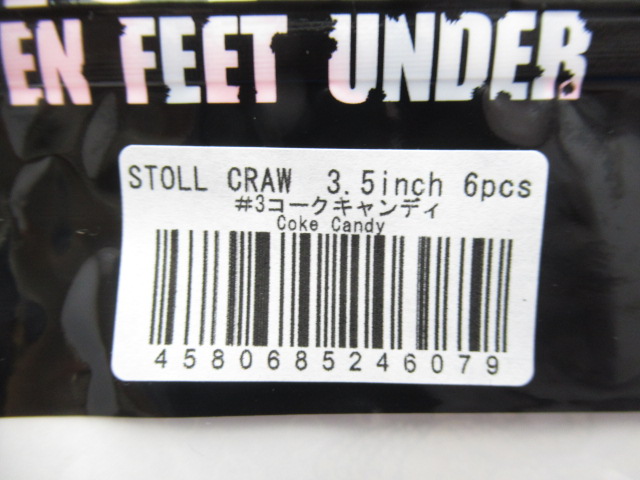 EN FEET UNDER
STOLL CRAW 3.5inch 6pcs
#3コークキャンディ
Coke Candy
4580685246079